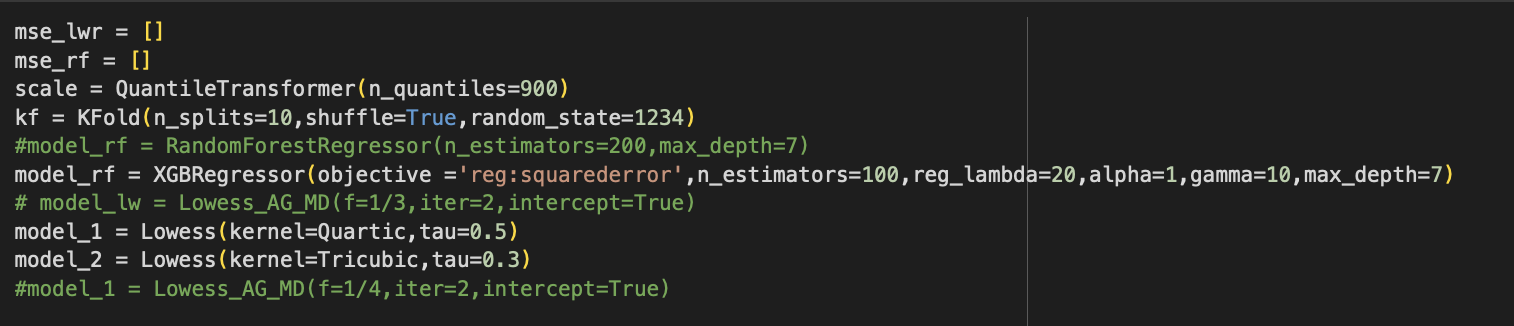 mse_lwr = []
mse_rf = []
scale = QuantileTransformer(n_quantiles=900)
kf = KFold(n_splits=10,shuffle=True,random_state=1234)
#model_rf = RandomForestRegressor(n_estimators=200,max_depth=7)
model_rf = XGBRegressor(objective ='reg:squarederror',n_estimators=100,reg_lambda=20,alpha=1,gamma=10,max_depth=7)
# model_lw = Lowess_AG_MD(f=1/3,iter=2,intercept=True)
model_1 = Lowess(kernel=Quartic,tau=0.5)
model_2 = Lowess(kernel=Tricubic,tau=0.3)
#model_1 = Lowess_AG_MD(f=1/4,iter=2,intercept=True)